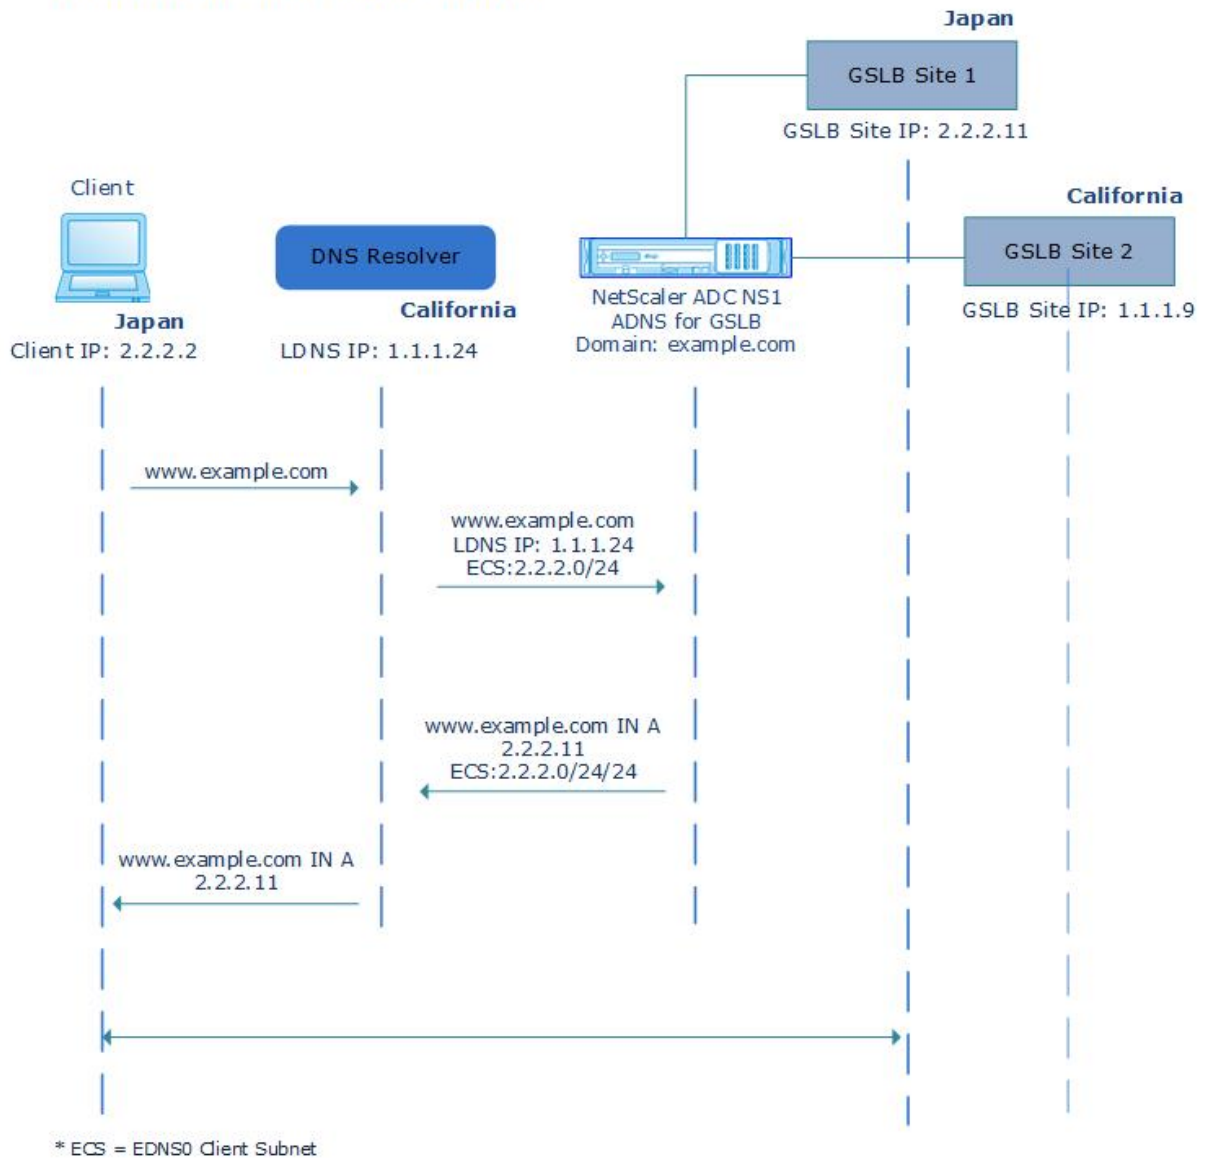 Japan
GSLB Site 1
GSLB Site IP: 2.2.2.11
Client
California
DNS Resolver
GSLB Site 2
NetScaler ADC NS1
ADNS for GSLB
Domain: example.com
California
GSLB Site IP: 1.1.1.9
Japan
Client IP: 2.2.2.2
LDNS IP: 1.1.1.24
www.example.com
www.example.com
LDNS IP: 1.1.1.24
ECS:2.2.2.0/24
www.example.com IN A
2.2.2.11
ECS:2.2.2.0/24/24
www.example.com IN A
2.2.2.11
* ECS = EDNS0 Client Subnet